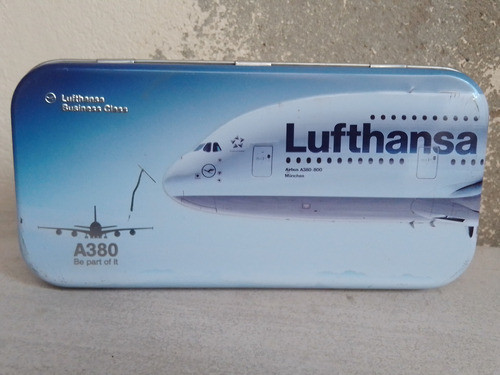 Lufthansa
Business Class
Lufthansa
Airbus A380-800
München
A380
Be part of it